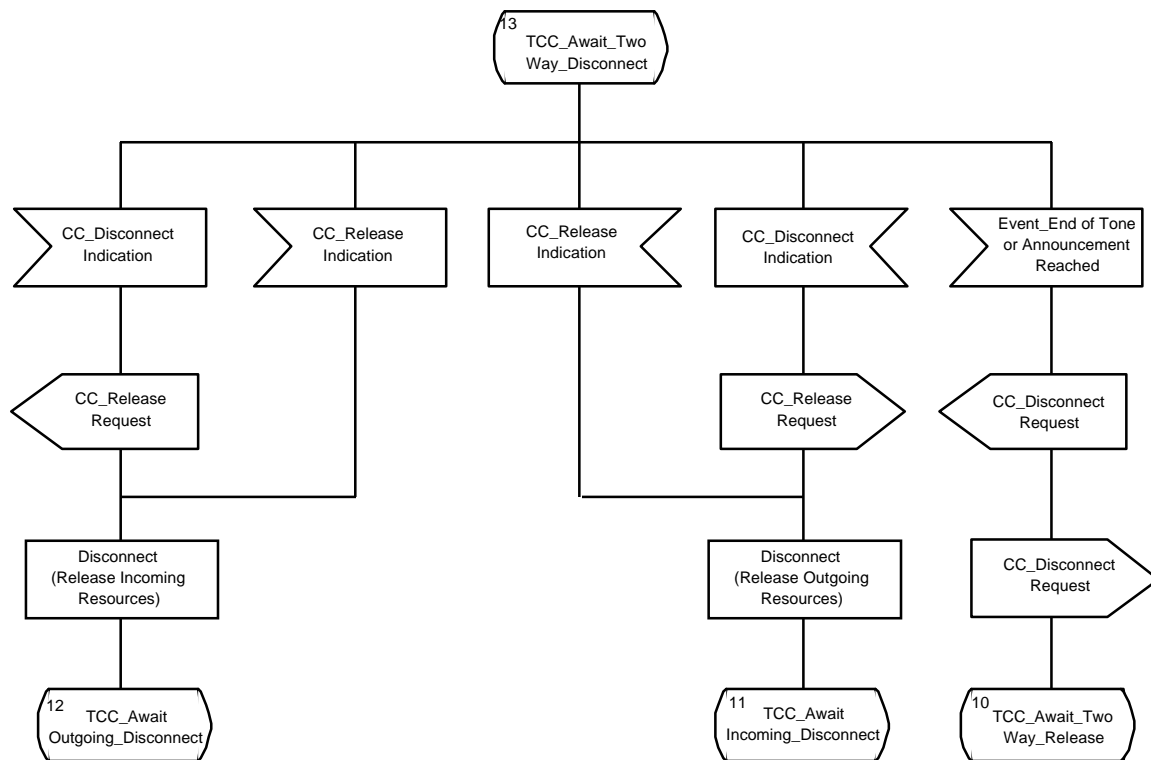 13
TCC_Await_Two
Way_Disconnect
CC_Disconnect
Indication
CC_Release
Indication
CC_Release
Indication
CC_Disconnect
Indication
Event_End of Tone
or Announcement
Reached
CC_Release
Request
CC_Release
Request
CC_Disconnect
Request
Disconnect
(Release Incoming
Resources)
Disconnect
(Release Outgoing
Resources)
CC_Disconnect
Request
12
TCC_Await
Outgoing_Disconnect
11
TCC_Await
Incoming_Disconnect
10
TCC_Await_Two
Way_Release